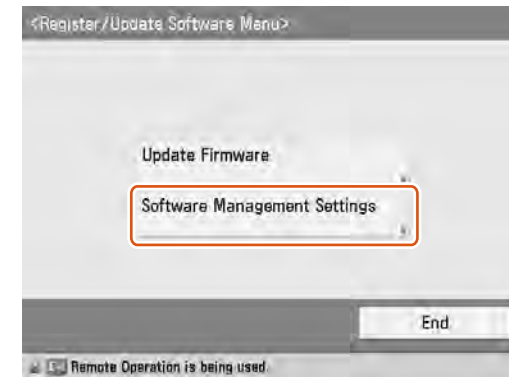 <Register/Update Software Menu>
Update Firmware
Software Management Settings
End
Remote Operation is being used